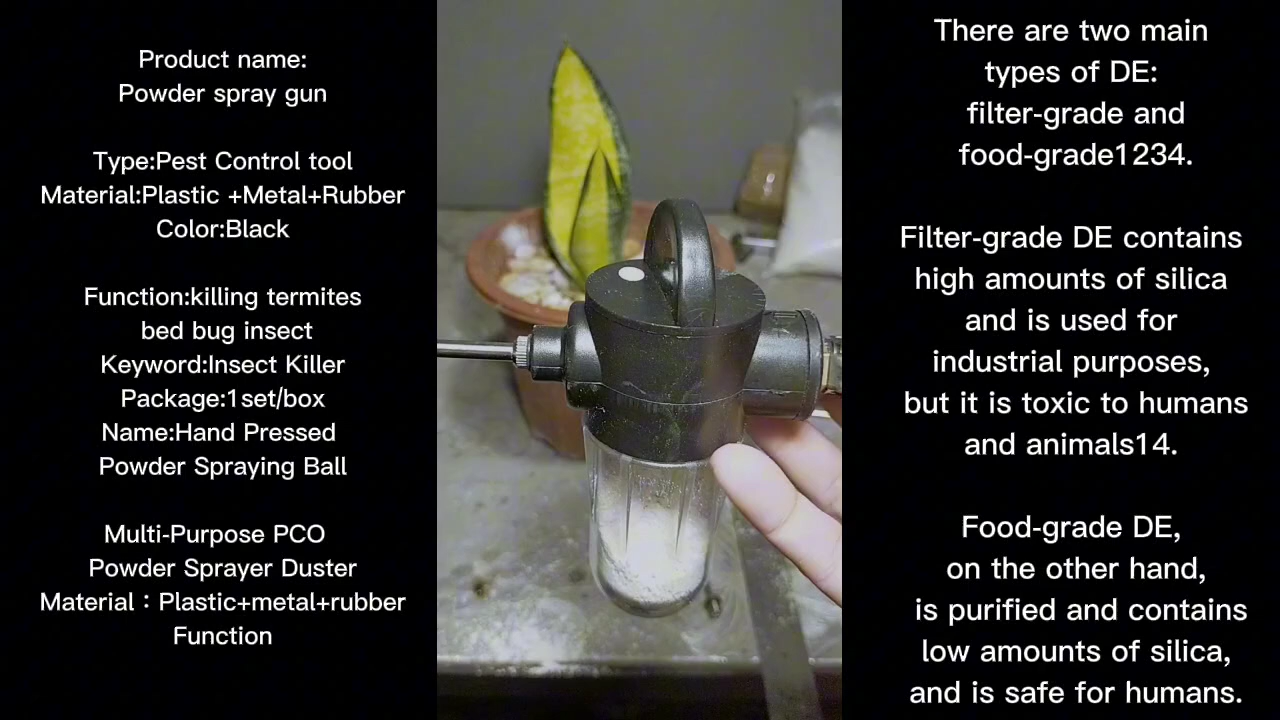 Product name:
Powder spray gun
Type:Pest Control tool
Material:Plastic +Metal+Rubber
Color:Black
Function:killing termites
bed bug insect
Keyword:Insect Killer
Package:1set/box
Name:Hand Pressed
Powder Spraying Ball
Multi-Purpose PCO
Powder Sprayer Duster
Material：Plastic+metal+rubber
Function
There are two main
types of DE:
filter-grade and
food-grade1234.
Filter-grade DE contains
high amounts of silica
and is used for
industrial purposes,
but it is toxic to humans
and animals14.
Food-grade DE,
on the other hand,
is purified and contains
low amounts of silica,
and is safe for humans.